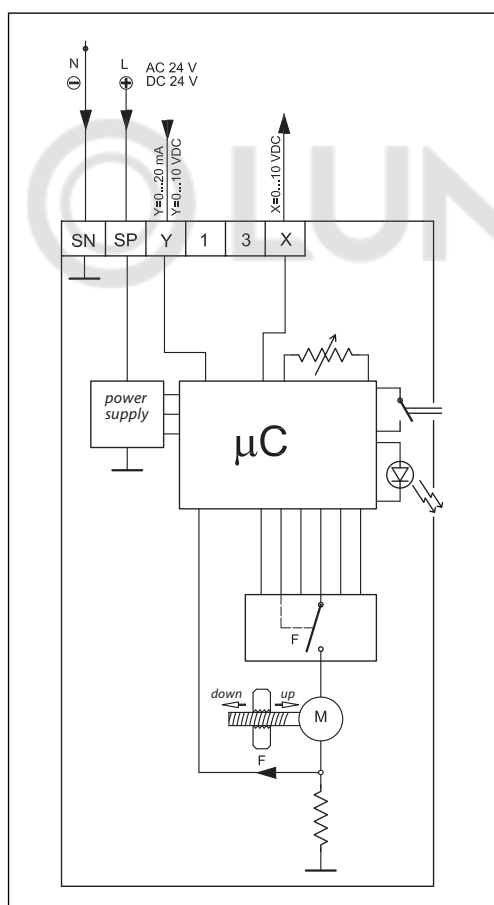 N L AC 24 V
DC 24 V
Y=0...20 mA
Y=0...10 VDC
X=0...10 VDC
LUN
SN SP Y 1 3 X
power
supply
μC
F
down up
M
F